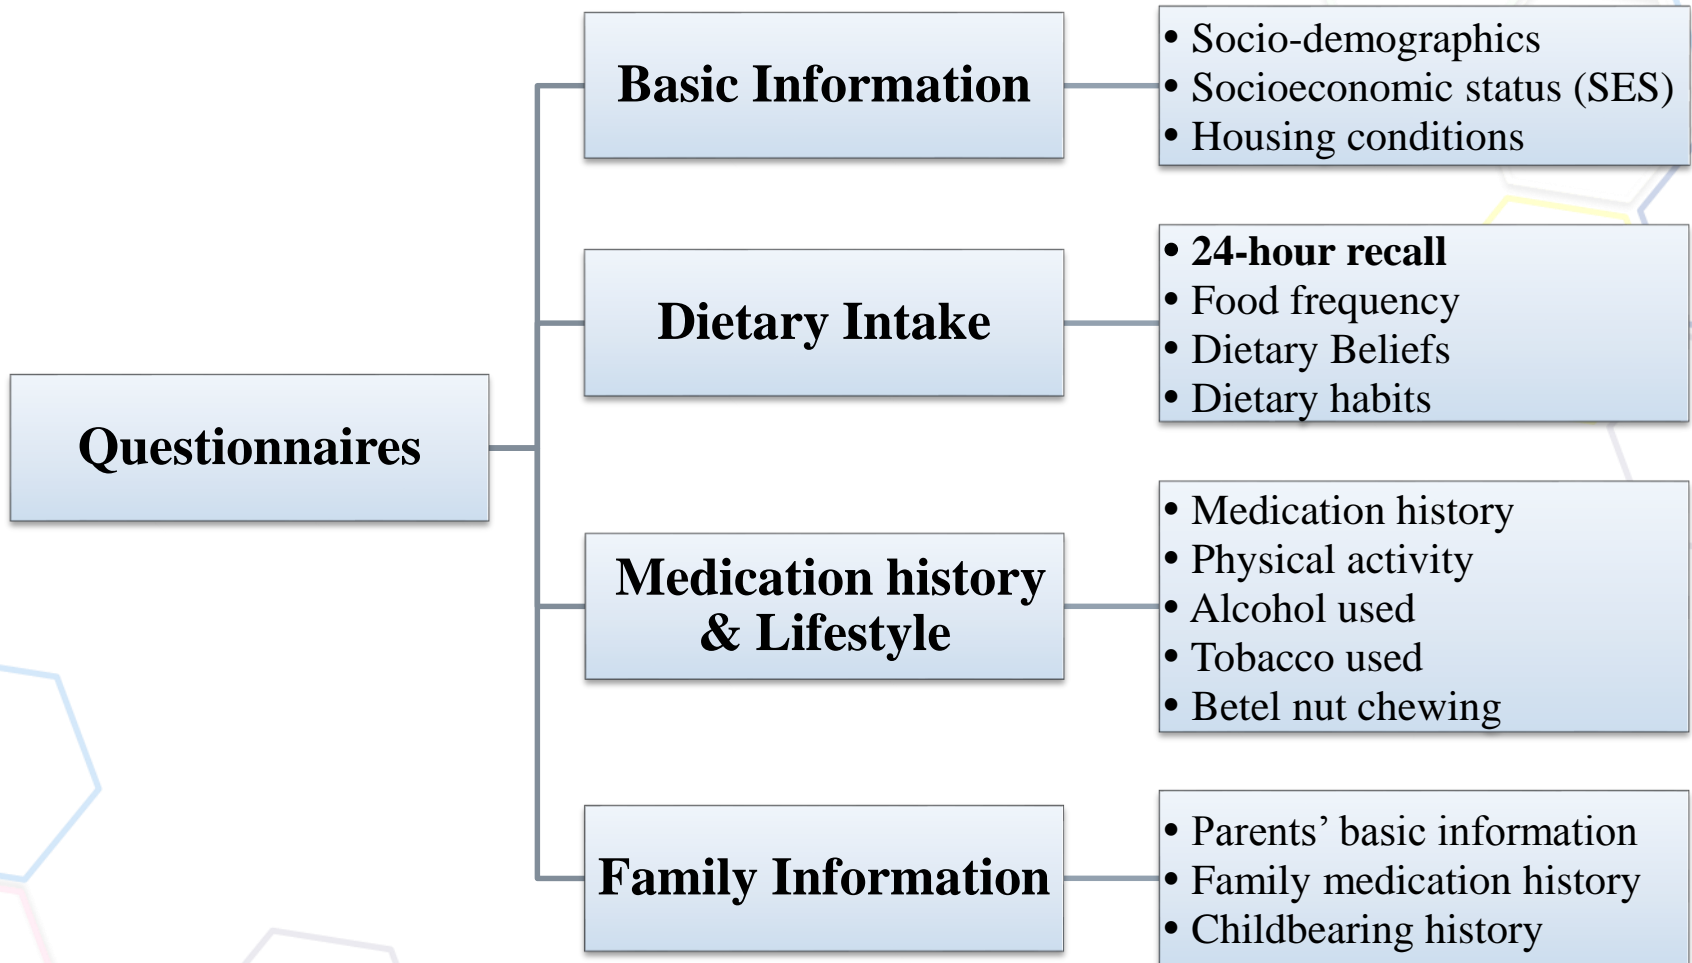 Questionnaires
Basic Information
• Socio-demographics
• Socioeconomic status (SES)
• Housing conditions
Dietary Intake
• 24-hour recall
• Food frequency
• Dietary Beliefs
• Dietary habits
Medication history
& Lifestyle
• Medication history
• Physical activity
• Alcohol used
• Tobacco used
• Betel nut chewing
Family Information
• Parents’ basic information
• Family medication history
• Childbearing history